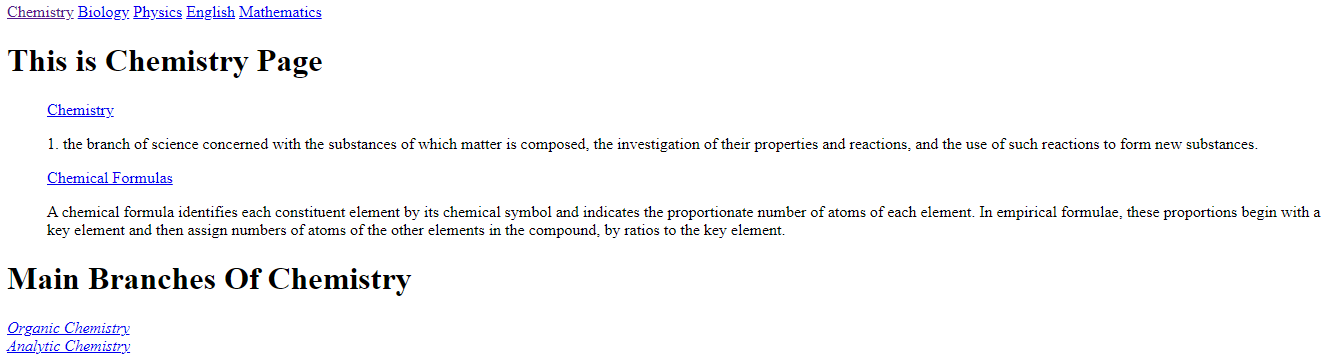 Chemistry Biology Physics English Mathematics
This is Chemistry Page
Chemistry
1. the branch of science concerned with the substances of which matter is composed, the investigation of their properties and reactions, and the use of such reactions to form new substances.
Chemical Formulas
A chemical formula identifies each constituent element by its chemical symbol and indicates the proportionate number of atoms of each element. In empirical formulae, these proportions begin with a
key element and then assign numbers of atoms of the other elements in the compound, by ratios to the key element.
Main Branches Of Chemistry
Organic Chemistry
Analytic Chemistry